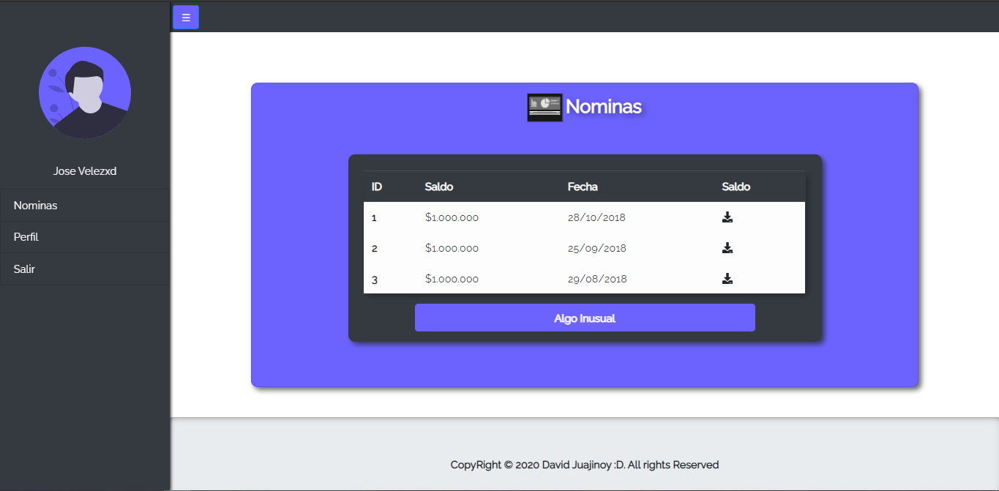 ☰
Jose Velezxd
Nominas
Perfil
Salir
Nominas
ID Saldo Fecha Saldo
1 $1.000.000 28/10/2018
2 $1.000.000 25/09/2018
3 $1.000.000 29/08/2018
Algo Inusual
CopyRight © 2020 David Juajinoy :D. All rights Reserved